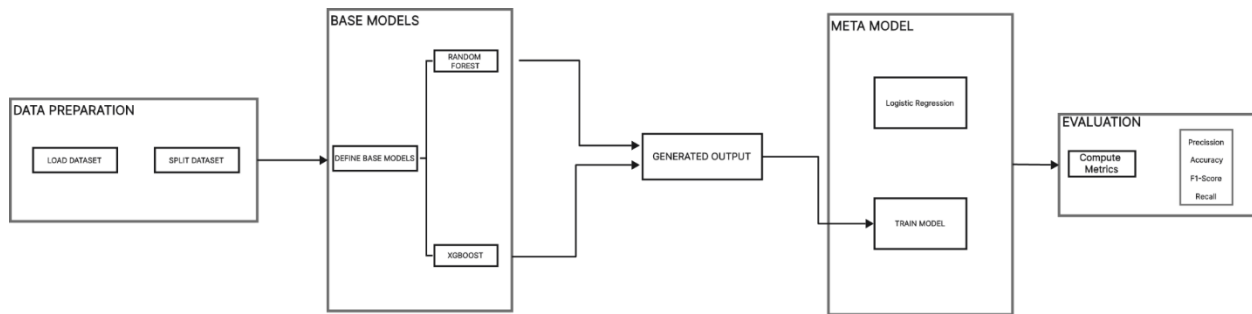 DATA PREPARATION
LOAD DATASET
SPLIT DATASET
BASE MODELS
DEFINE BASE MODELS
RANDOM
FOREST
XGBOOST
GENERATED OUTPUT
META MODEL
Logistic Regression
TRAIN MODEL
EVALUATION
Compute
Metrics
Precission
Accuracy
F1-Score
Recall